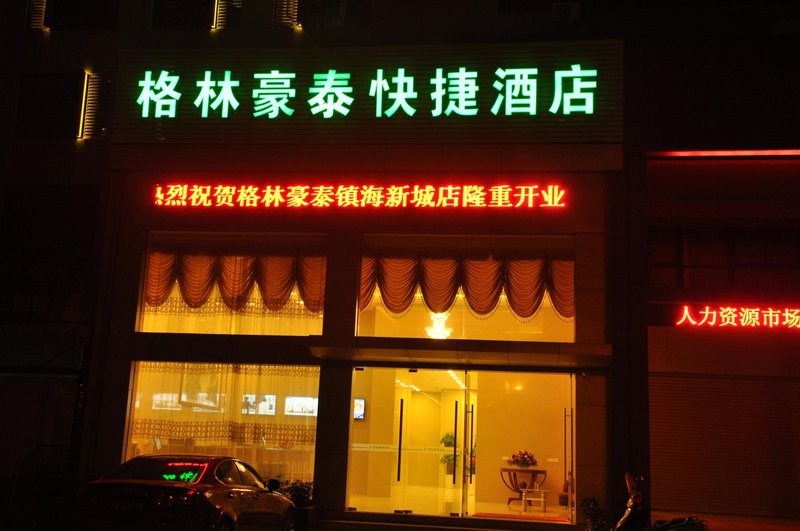 格林豪泰快捷酒店
热烈祝贺格林豪泰镇海新城店隆重开业
人力资源市场